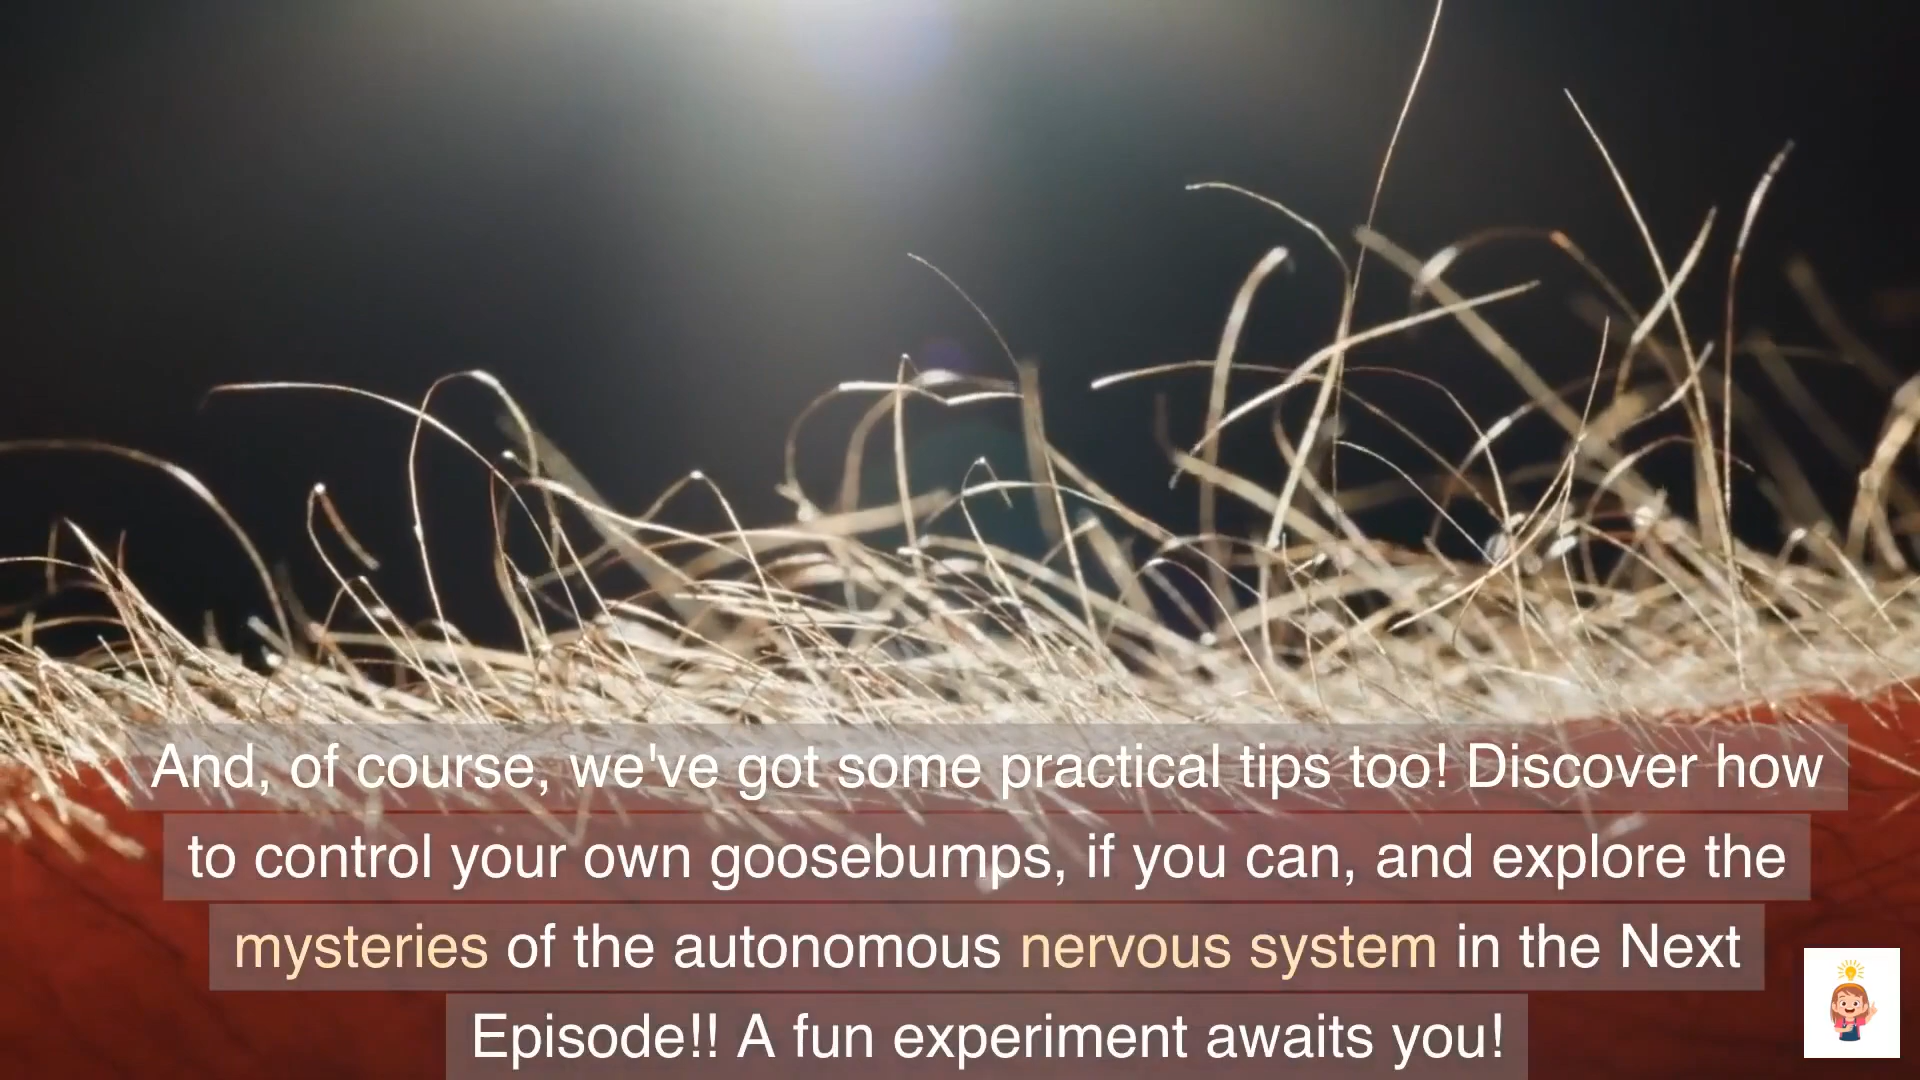 And, of course, we've got some practical tips too! Discover how
to control your own goosebumps, if you can, and explore the
mysteries of the autonomous nervous system in the Next
Episode!! A fun experiment awaits you!